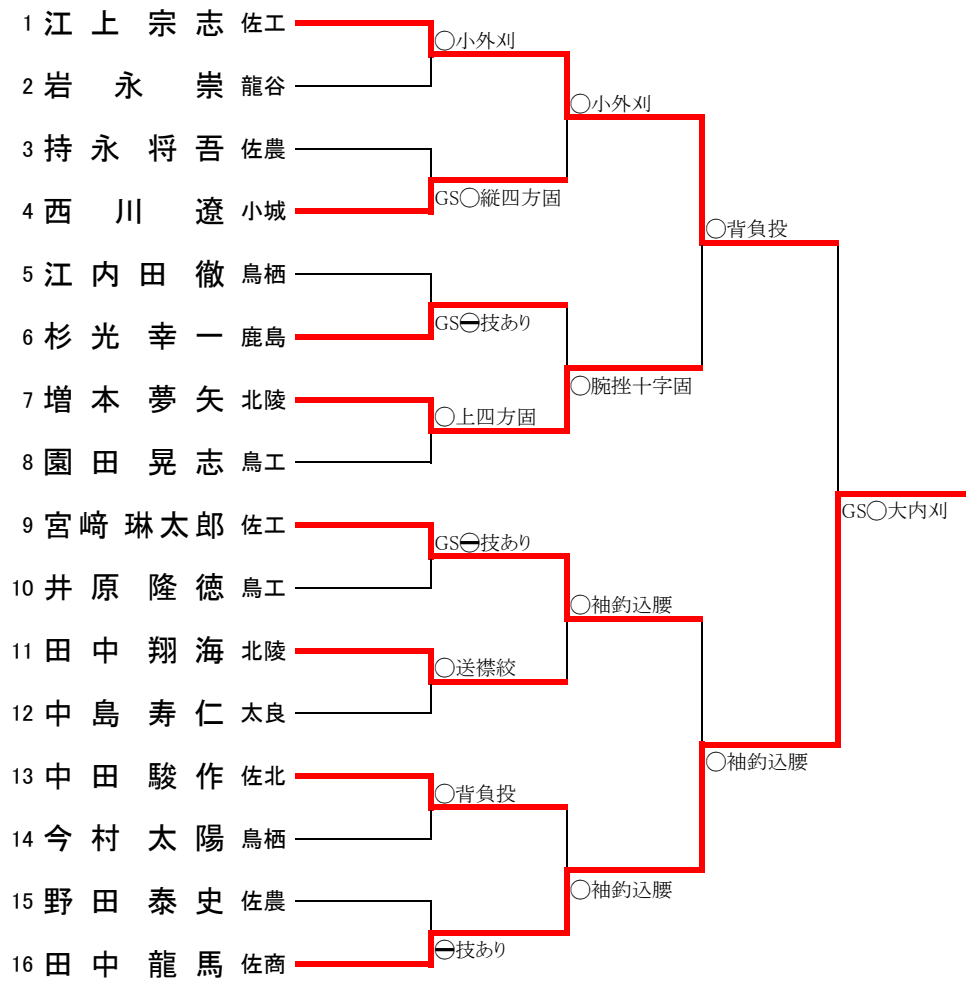 1 江上宗志 佐工
○小外刈
2 岩永崇 龍谷
○小外刈
3 持永将吾 佐農
GS○縦四方固
4 西川遼 小城
○背負投
5 江内田徹 鳥栖
GS㊀技あり
6 杉光幸一 鹿島
○腕挫十字固
7 増本夢矢 北陵
○上四方固
8 園田晃志 鳥工
GS○大内刈
9 宮﨑琳太郎 佐工
GS㊀技あり
10 井原隆徳 鳥工
○袖釣込腰
11 田中翔海 北陵
○送襟絞
12 中島寿仁 太良
○袖釣込腰
13 中田駿作 佐北
○背負投
14 今村太陽 鳥栖
○袖釣込腰
15 野田泰史 佐農
㊀技あり
16 田中龍馬 佐商